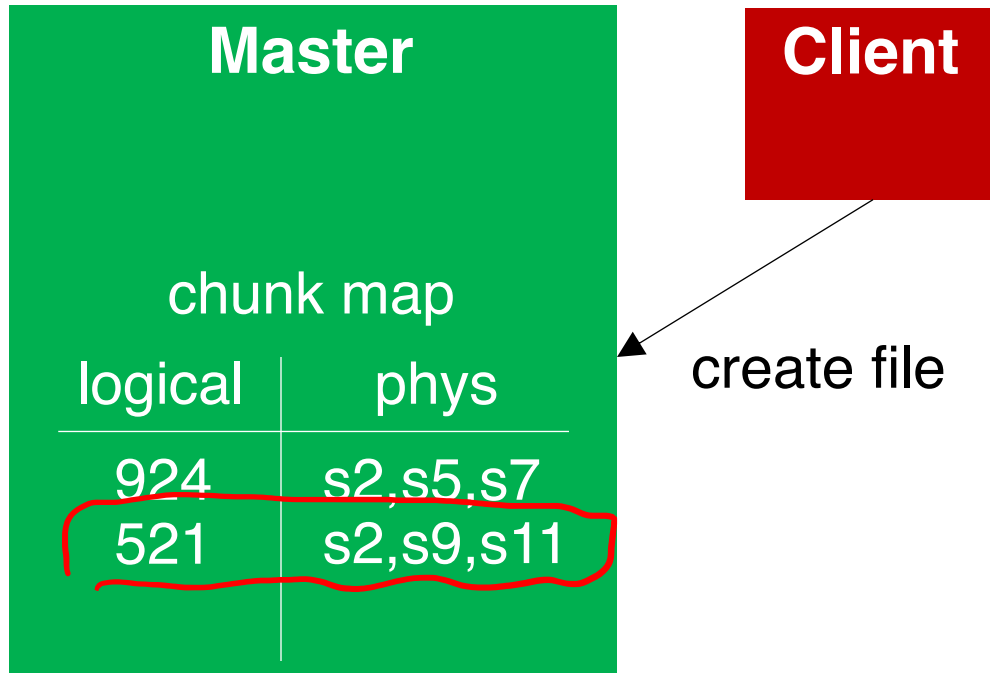 Master
Client
chunk map
create file
logical phys
924 s2,s5,s7
521 s2,s9,s11